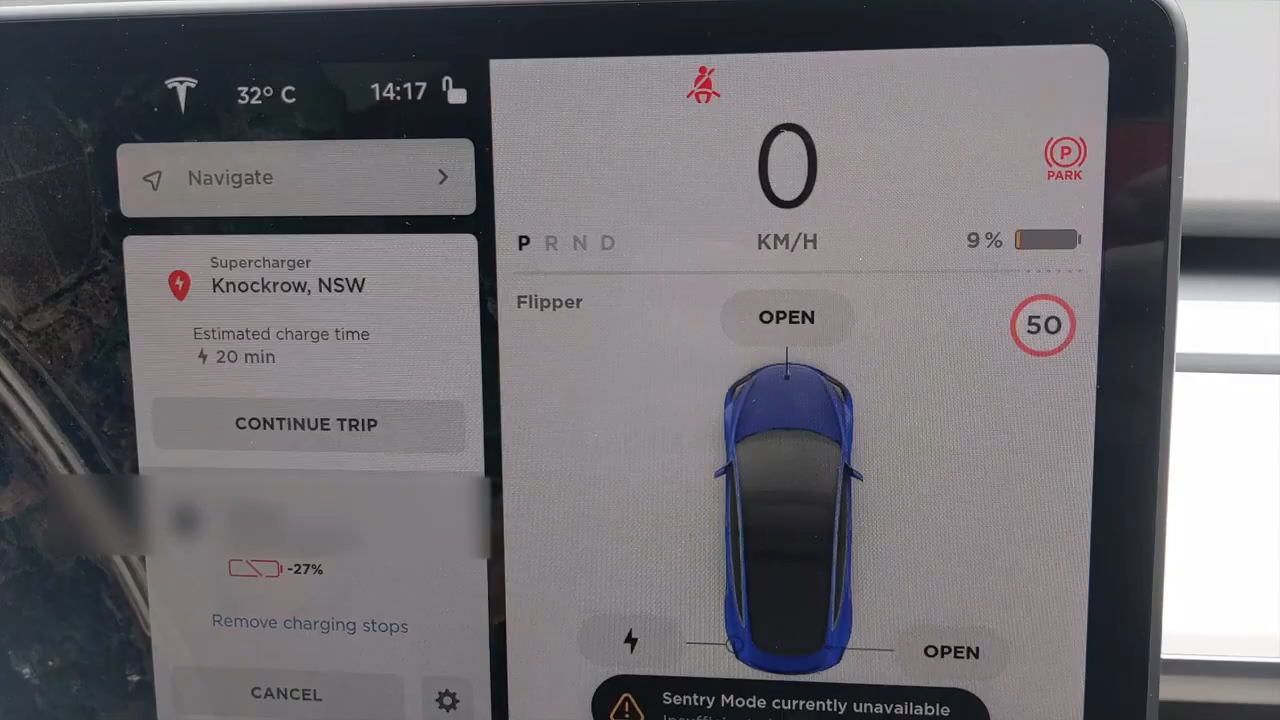 32° C
14:17
Navigate
Supercharger
Knockrow, NSW
Estimated charge time
20 min
CONTINUE TRIP
-27%
Remove charging stops
CANCEL
0
KM/H
P R N D
P
PARK
9 %
Flipper
OPEN
50
OPEN
Sentry Mode currently unavailable